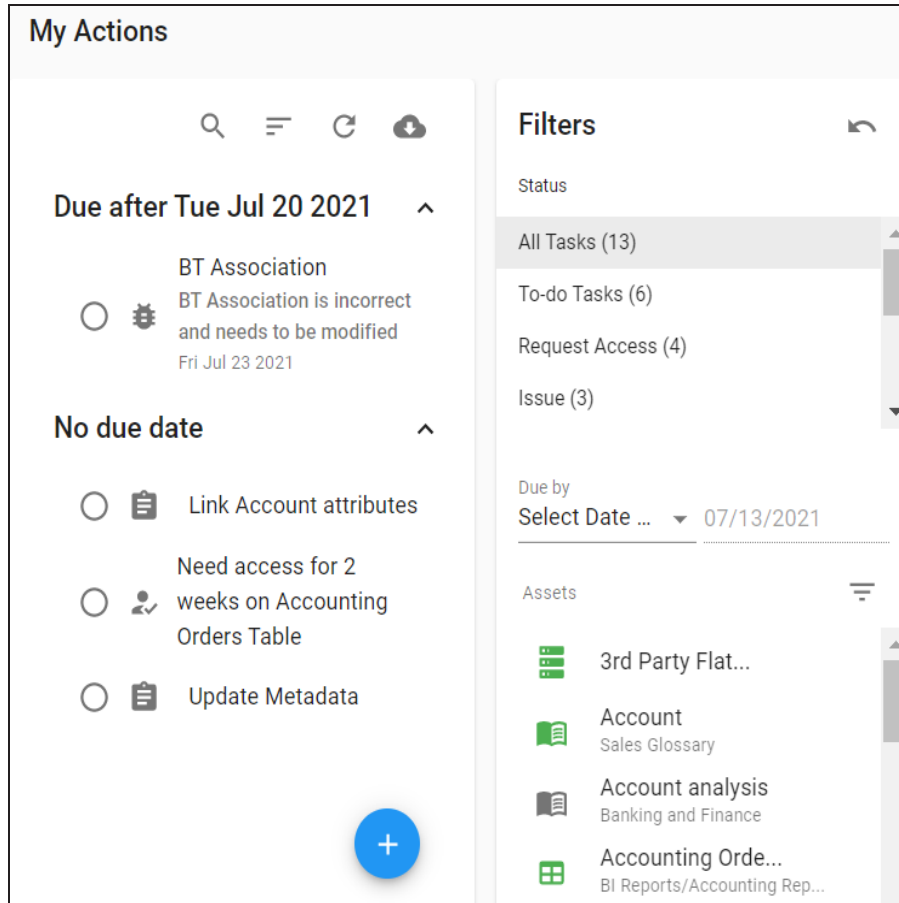 My Actions
Due after Tue Jul 20 2021
BT Association
BT Association is incorrect
and needs to be modified
Fri Jul 23 2021
No due date
Link Account attributes
Need access for 2
weeks on Accounting
Orders Table
Update Metadata
Filters
Status
All Tasks (13)
To-do Tasks (6)
Request Access (4)
Issue (3)
Due by
Select Date ... 07/13/2021
Assets
3rd Party Flat...
Account
Sales Glossary
Account analysis
Banking and Finance
Accounting Orde...
BI Reports/Accounting Rep...